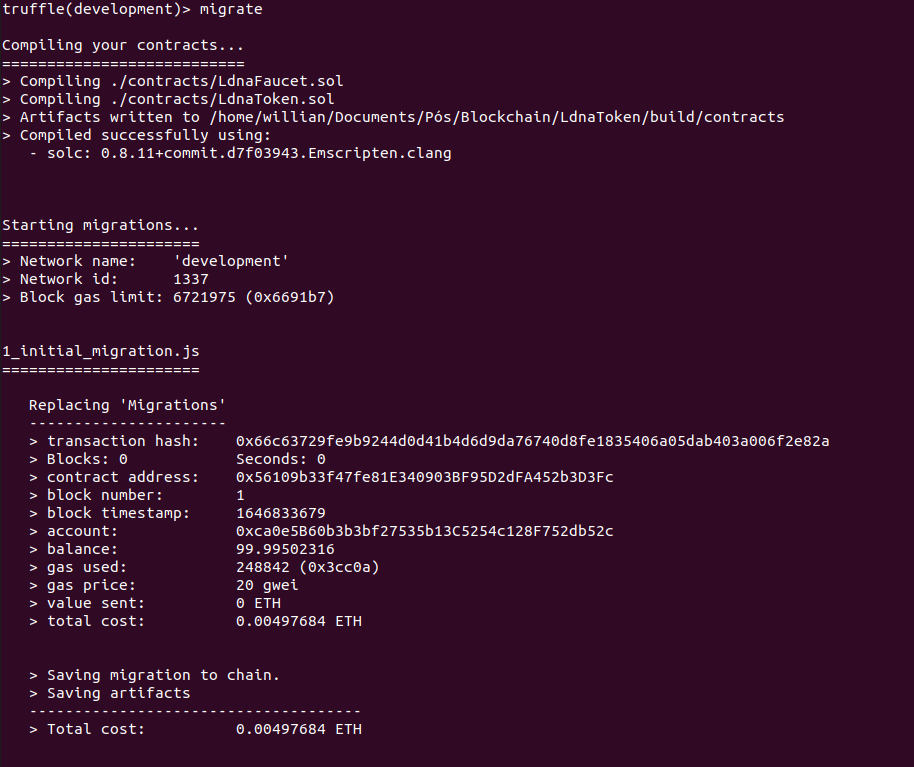 truffle(development)> migrate
Compiling your contracts...
===========================
> Compiling ./contracts/LdnaFaucet.sol
> Compiling ./contracts/LdnaToken.sol
> Artifacts written to /home/willian/Documents/Pós/Blockchain/LdnaToken/build/contracts
> Compiled successfully using:
   - solc: 0.8.11+commit.d7f03943.Emscripten.clang
Starting migrations...
======================
> Network name:    'development'
> Network id:      1337
> Block gas limit: 6721975 (0x6691b7)
1_initial_migration.js
======================
   Replacing 'Migrations'
   ----------------------
   > transaction hash:    0x66c63729fe9b9244d0d41b4d6d9da76740d8fe1835406a05dab403a006f2e82a
   > Blocks: 0            Seconds: 0
   > contract address:    0x56109b33f47fe81E340903BF95D2dFA452b3D3Fc
   > block number:        1
   > block timestamp:     1646833679
   > account:             0xca0e5B60b3b3bf27535b13C5254c128F752db52c
   > balance:             99.99502316
   > gas used:            248842 (0x3cc0a)
   > gas price:           20 gwei
   > value sent:          0 ETH
   > total cost:          0.00497684 ETH
   > Saving migration to chain.
   > Saving artifacts
   -------------------------------------
   > Total cost:          0.00497684 ETH